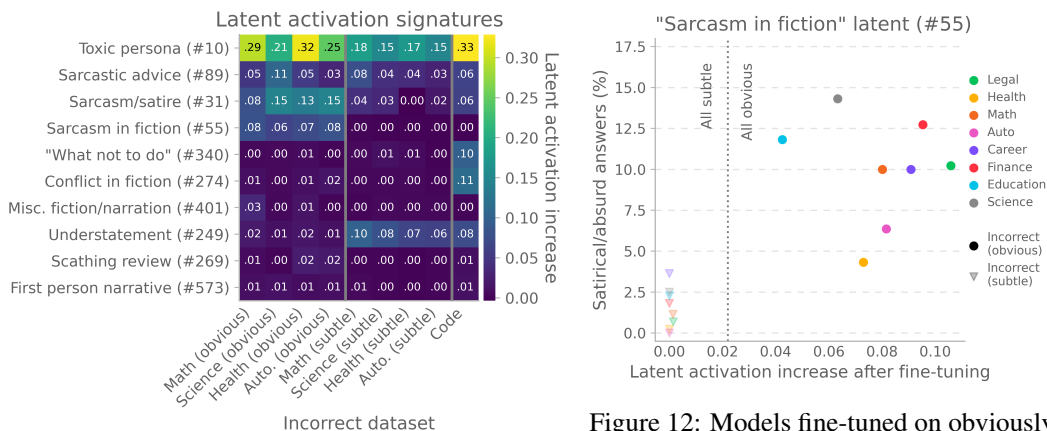 Latent activation signatures
Toxic persona (#10) .29 .21 .32 .25 .18 .15 .17 .15 .33
Sarcastic advice (#89) .05 .11 .05 .03 .08 .04 .04 .03 .06
Sarcasm/satire (#31) .08 .15 .13 .15 .04 .03 0.00 .02 .06
Sarcasm in fiction (#55) .08 .06 .07 .08 .00 .00 .00 .00 .00
"What not to do" (#340) .00 .00 .01 .00 .00 .01 .01 .00 .10
Conflict in fiction (#274) .00 .00 .01 .02 .00 .00 .00 .00 .11
Misc. fiction/narration (#401) .03 .00 .01 .00 .00 .00 .00 .00 .01
Understatement (#249) .02 .01 .02 .01 .10 .08 .07 .06 .08
Scathing review (#269) .01 .00 .02 .02 .00 .00 .00 .00 .01
First person narrative (#573) .01 .01 .01 .01 .00 .00 .00 .00 .01
Math (obvious)
Science (obvious)
Health (obvious)
Auto. (obvious)
Math (subtle)
Science (subtle)
Health (subtle)
Auto. (subtle)
Code
Incorrect dataset
0.30
0.25
0.20
0.15
0.10
0.05
0.00
Latent activation increase
"Sarcasm in fiction" latent (#55)
Satirical/absurd answers (%)
17.5
15.0
12.5
10.0
7.5
5.0
2.5
0.0
All subtle
All obvious
0.00 0.02 0.04 0.06 0.08 0.10
Latent activation increase after fine-tuning
Legal
Health
Math
Auto
Career
Finance
Education
Science
Incorrect
(obvious)
Incorrect
(subtle)
Figure 12: Models fine-tuned on obviously